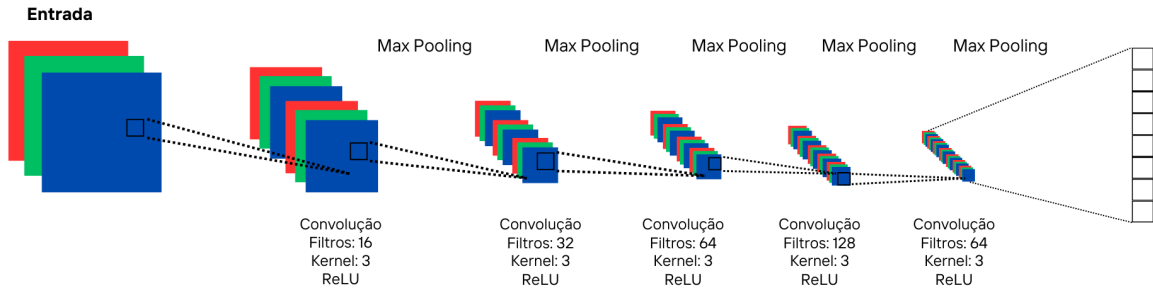 Entrada
Max Pooling
Max Pooling
Max Pooling
Max Pooling
Max Pooling
Convolução
Filtros: 16
Kernel: 3
ReLU
Convolução
Filtros: 32
Kernel: 3
ReLU
Convolução
Filtros: 64
Kernel: 3
ReLU
Convolução
Filtros: 128
Kernel: 3
ReLU
Convolução
Filtros: 64
Kernel: 3
ReLU